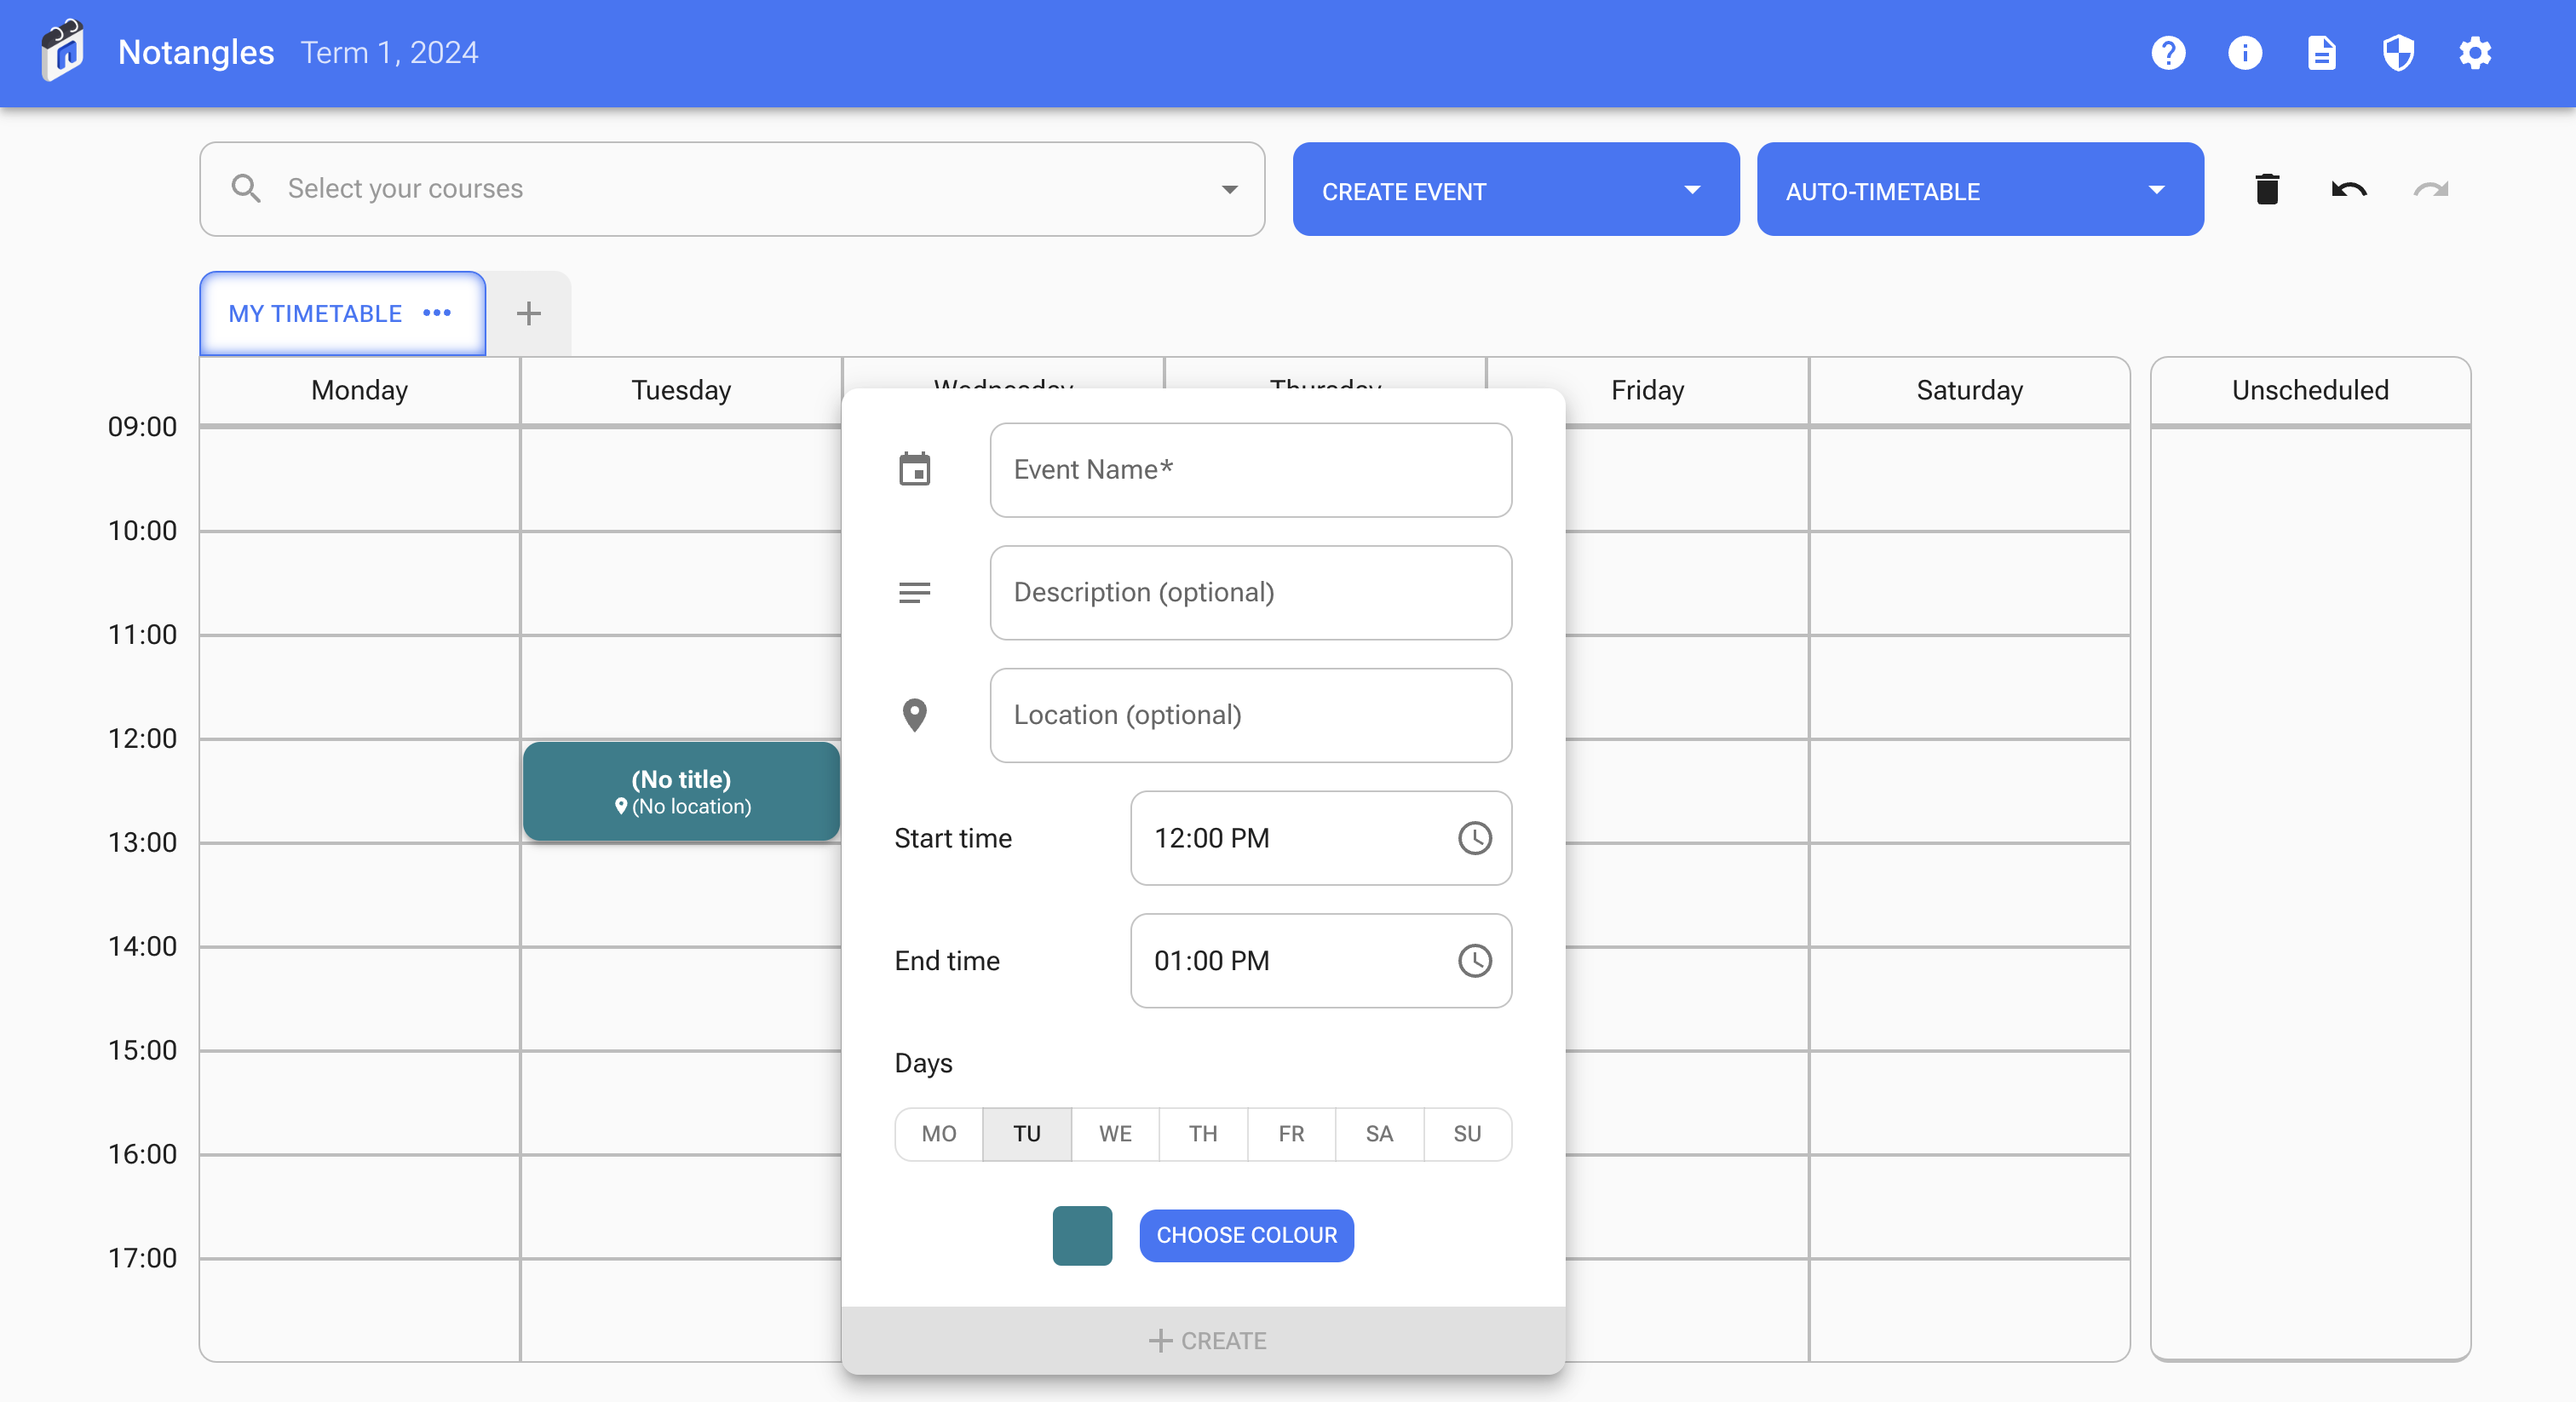 Notangles Term 1, 2024
Select your courses
CREATE EVENT
AUTO-TIMETABLE
MY TIMETABLE
Monday
Tuesday
Wednesday
Thursday
Friday
Saturday
Unscheduled
09:00
10:00
11:00
12:00
13:00
14:00
15:00
16:00
17:00
(No title)
(No location)
Event Name*
Description (optional)
Location (optional)
Start time
12:00 PM
End time
01:00 PM
Days
MO TU WE TH FR SA SU
CHOOSE COLOUR
CREATE